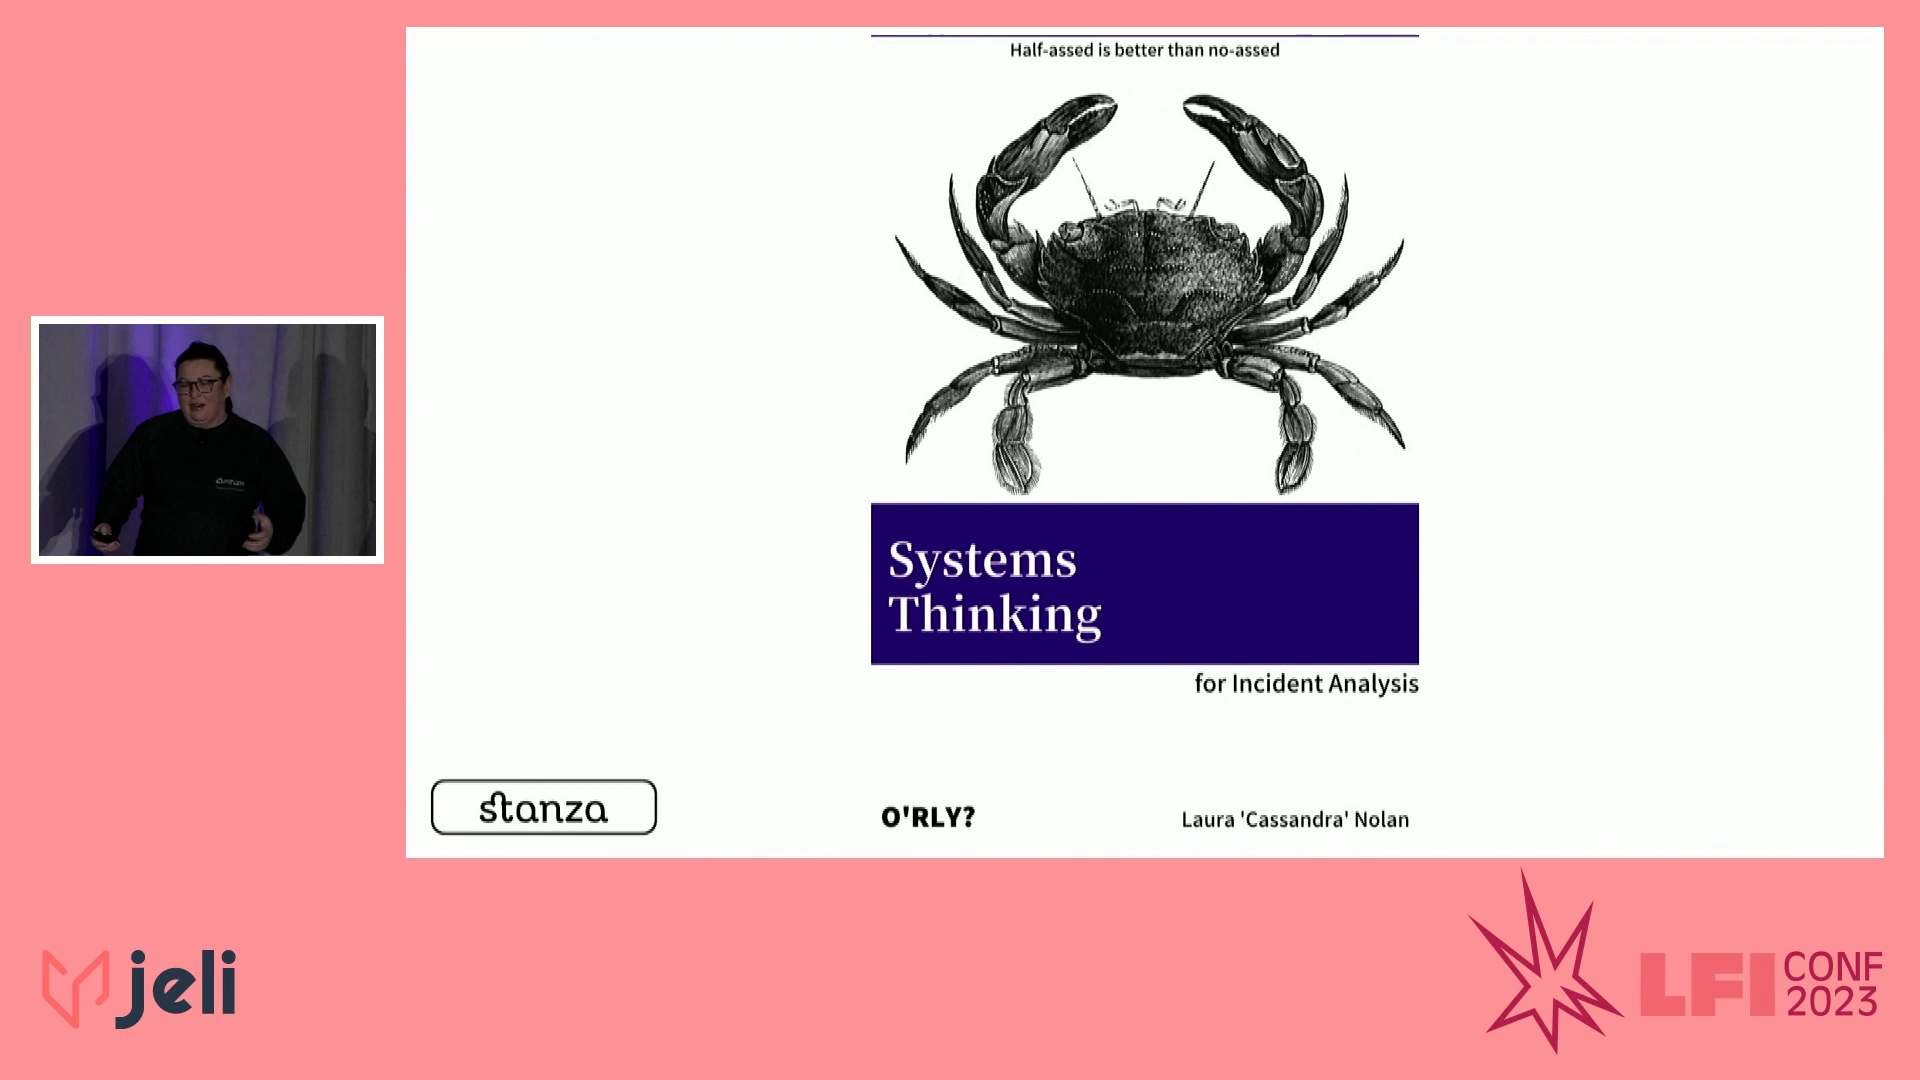 Half-assed is better than no-assed
Systems
Thinking
for Incident Analysis
stanza
O'RLY?
Laura 'Cassandra' Nolan
jeli
LFI
CONF
2023